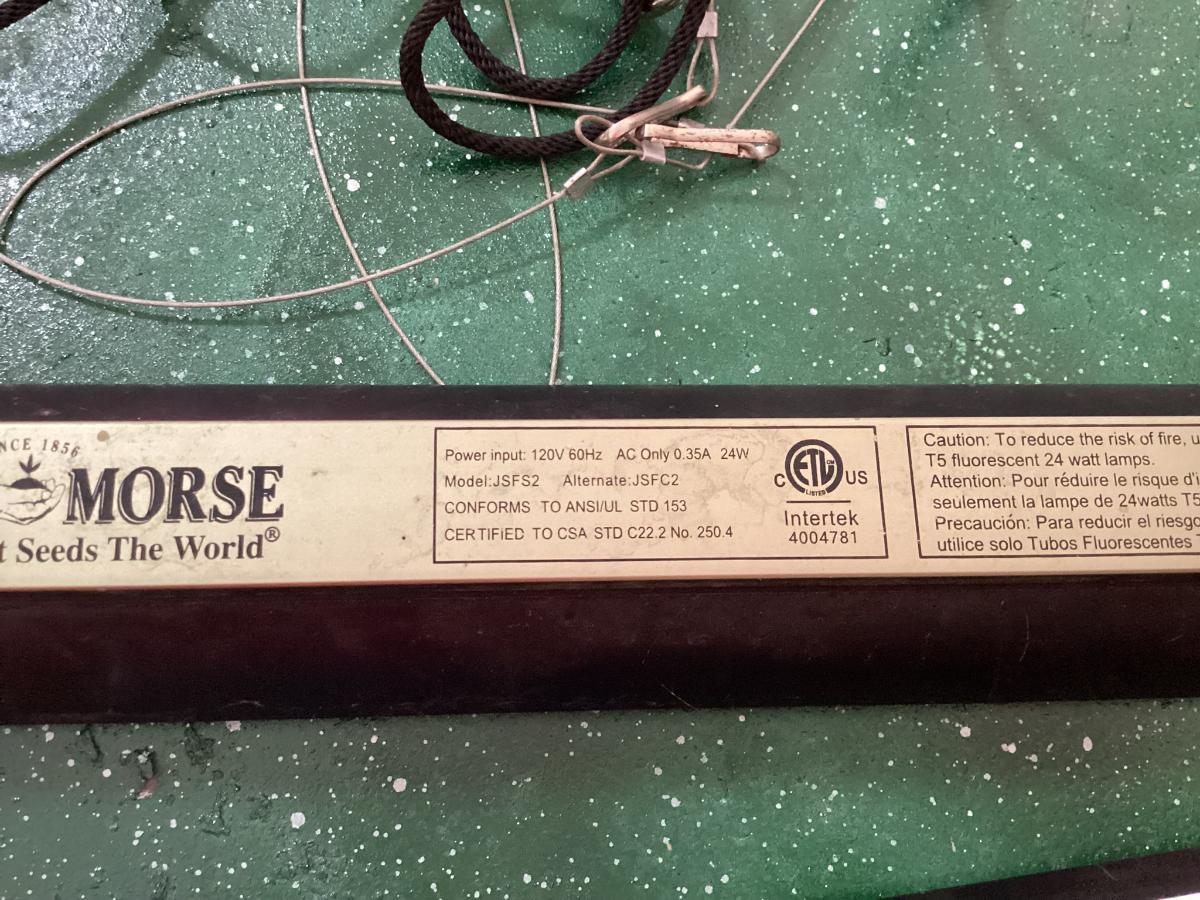 NCE 1856
MORSE
t Seeds The World®
Power input: 120V 60Hz AC Only 0.35A 24W
Model:JSFS2 Alternate:JSFC2
CONFORMS TO ANSI/UL STD 153
CERTIFIED TO CSA STD C22.2 No. 250.4
C ETL CM LISTED US
Intertek
4004781
Caution: To reduce the risk of fire, u
T5 fluorescent 24 watt lamps.
Attention: Pour réduire le risque d'i
seulement la lampe de 24watts T5
Precaución: Para reducir el riesgo
utilice solo Tubos Fluorescentes T